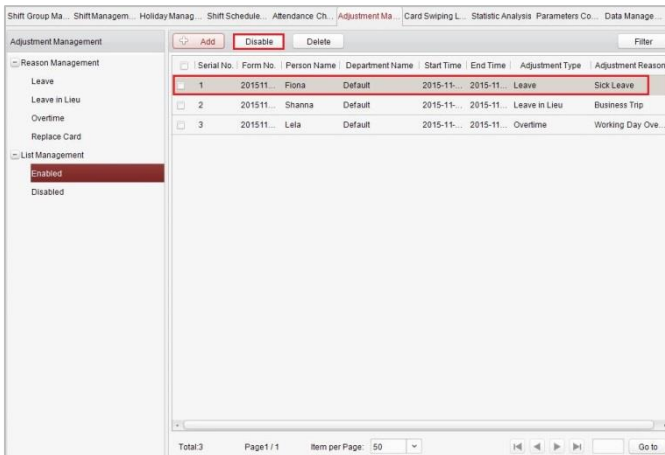 Shift Group Ma... Shift Managem... Holiday Manag... Shift Schedule... Attendance Ch... Adjustment Ma... Card Swiping L... Statistic Analysis Parameters Co... Data Manage...
Adjustment Management
Add Disable Delete Filter
Reason Management
Leave
Leave in Lieu
Overtime
Replace Card
List Management
Enabled
Disabled
Serial No. Form No. Person Name Department Name Start Time End Time Adjustment Type Adjustment Reason
1 201511... Fiona Default 2015-11-... 2015-11... Leave Sick Leave
2 201511... Shanna Default 2015-11-... 2015-11... Leave in Lieu Business Trip
3 201511... Lela Default 2015-11-... 2015-11... Overtime Working Day Ove...
Total:3 Page1 / 1 Item per Page: 50 Go to